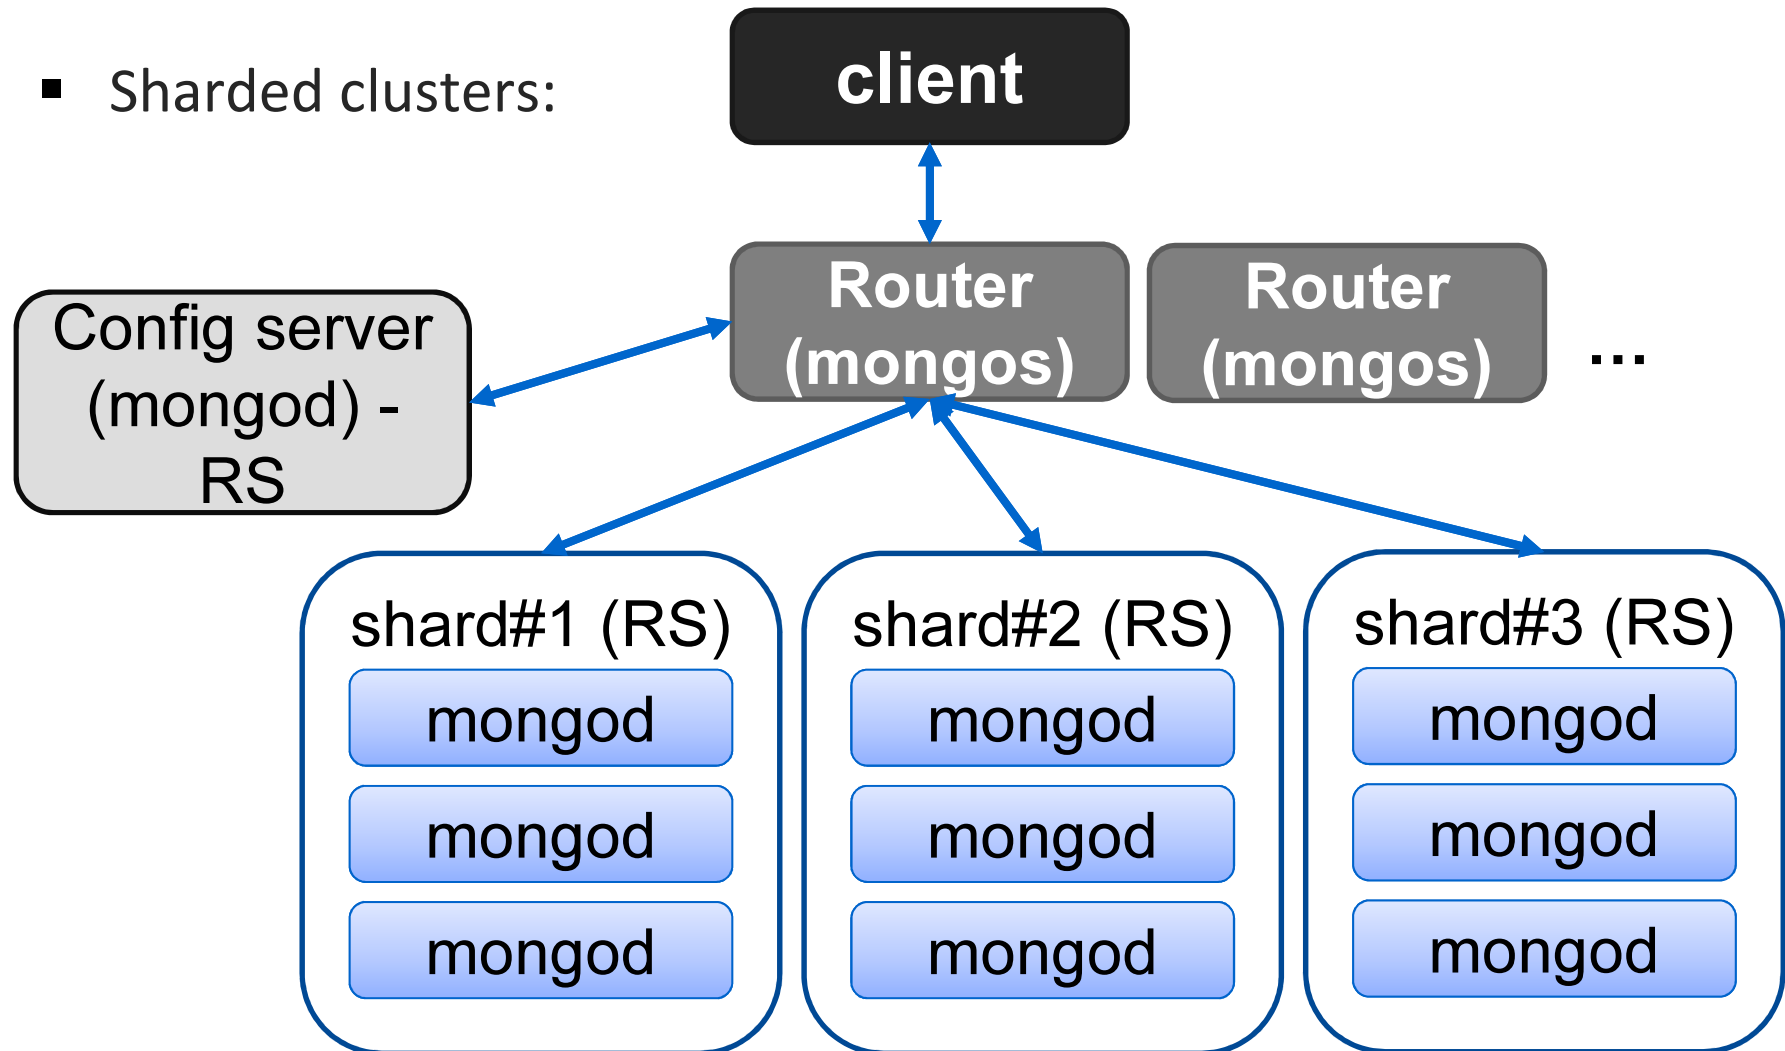 ▪ Sharded clusters:
client
Router
(mongos)
Router
(mongos)
...
Config server
(mongod) -
RS
shard#1 (RS)
mongod
mongod
mongod
shard#2 (RS)
mongod
mongod
mongod
shard#3 (RS)
mongod
mongod
mongod